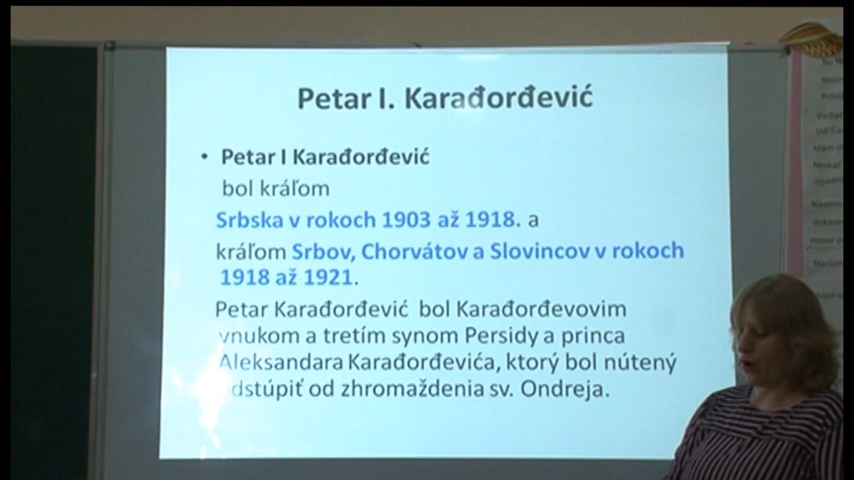 Petar I. Karađorđević
• Petar I Karađorđević
bol kráľom
Srbska v rokoch 1903 až 1918. a
kráľom Srbov, Chorvátov a Slovincov v rokoch
1918 až 1921.
Petar Karađorđević bol Karađorđevovim
vnukom a tretím synom Persidy a princa
Aleksandara Karađorđevića, ktorý bol nútený
odstúpiť od zhromaždenia sv. Ondreja.